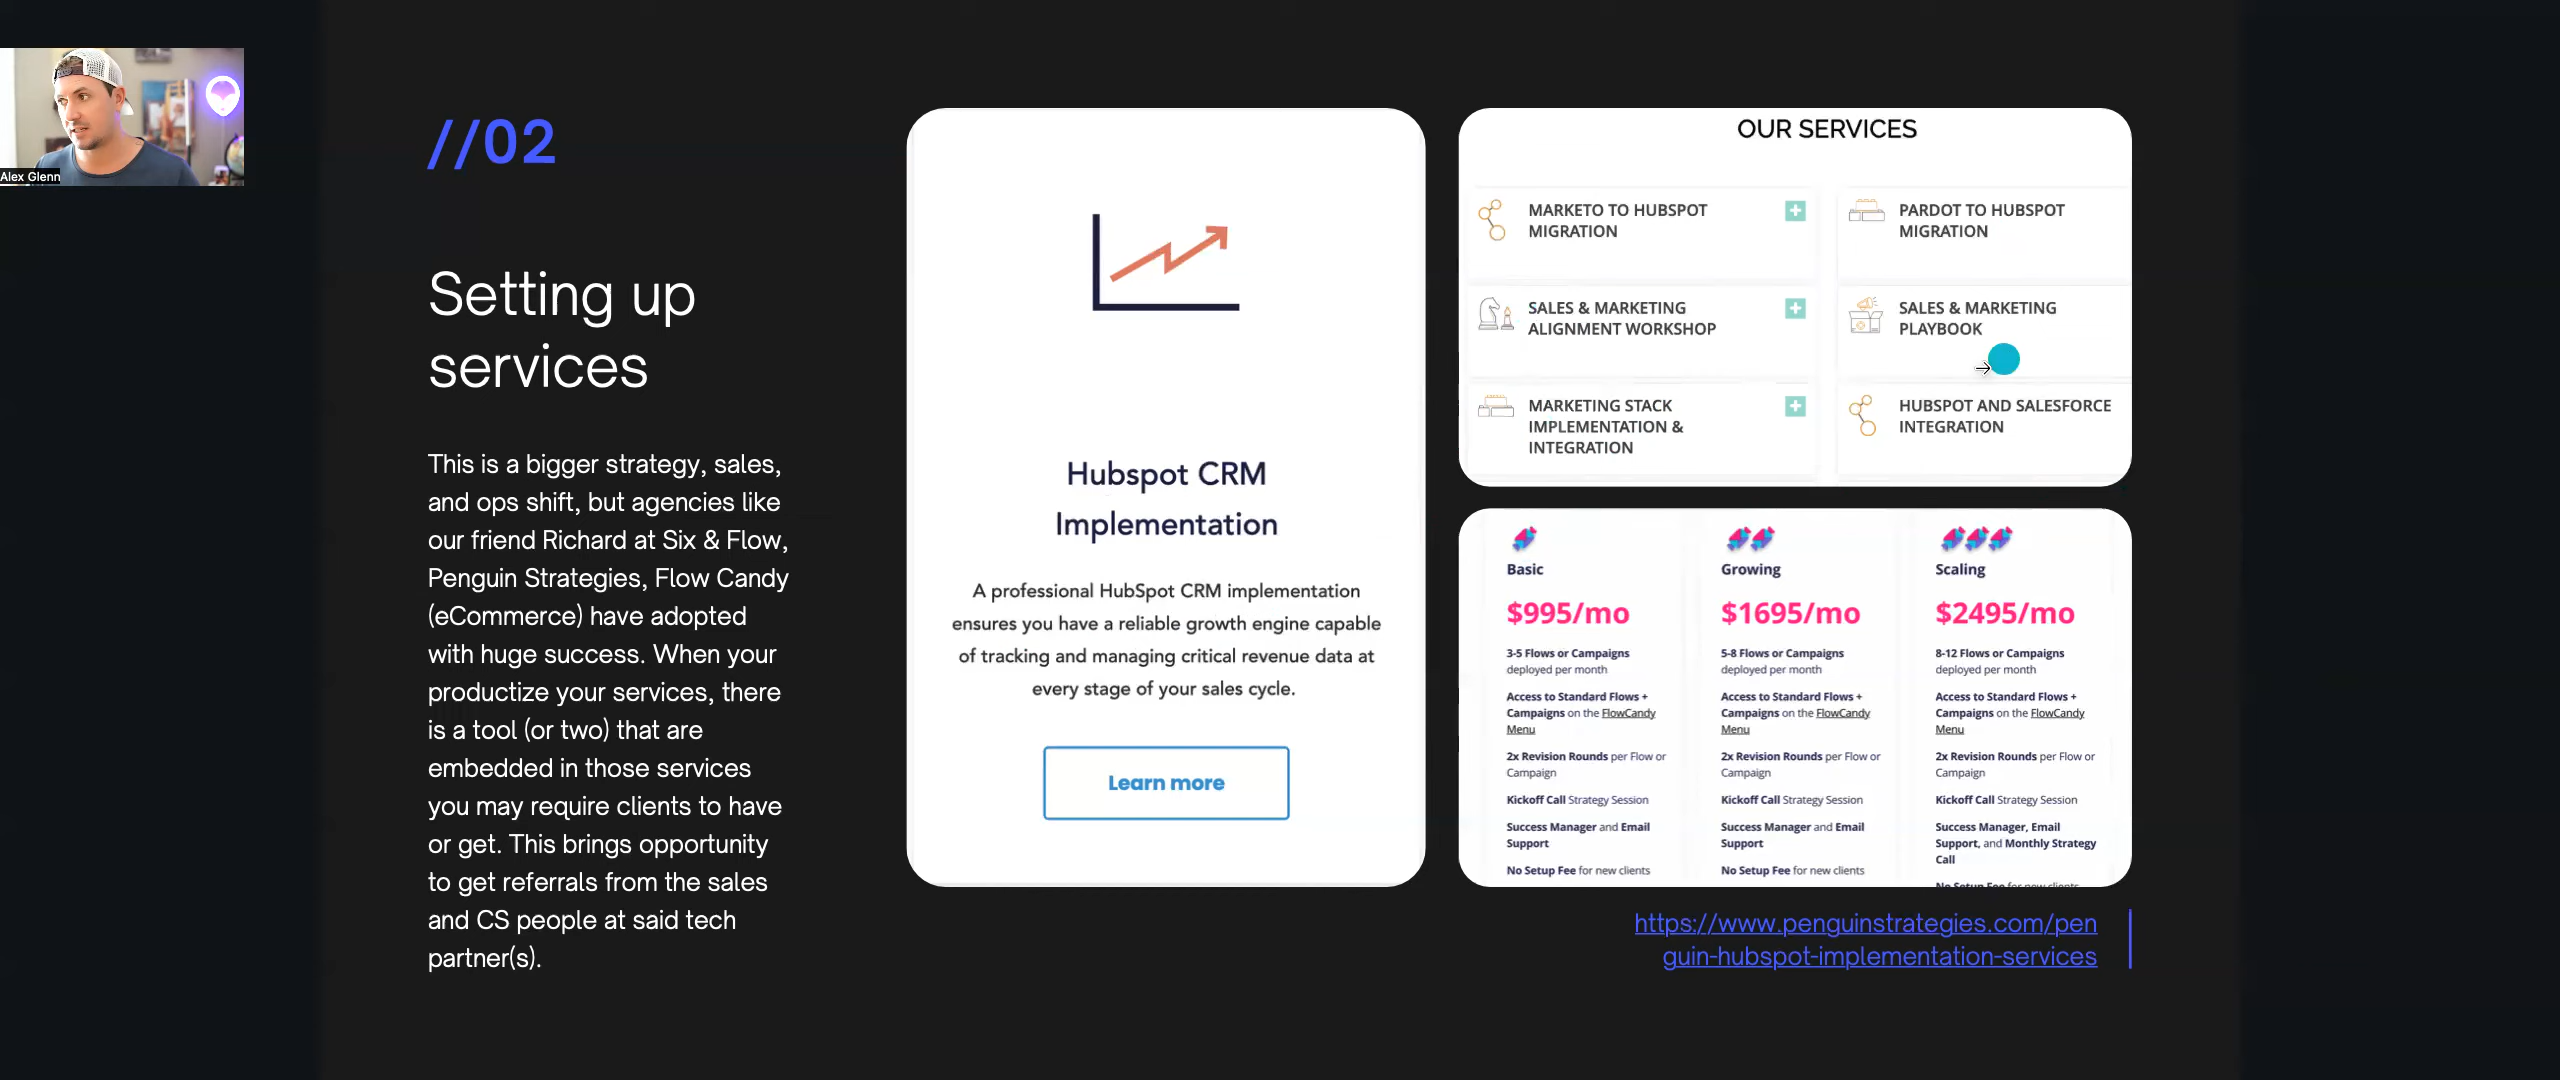 Alex Glenn
//02
Setting up
services
This is a bigger strategy, sales,
and ops shift, but agencies like
our friend Richard at Six & Flow,
Penguin Strategies, Flow Candy
(eCommerce) have adopted
with huge success. When your
productize your services, there
is a tool (or two) that are
embedded in those services
you may require clients to have
or get. This brings opportunity
to get referrals from the sales
and CS people at said tech
partner(s).
Hubspot CRM
Implementation
A professional HubSpot CRM implementation
ensures you have a reliable growth engine capable
of tracking and managing critical revenue data at
every stage of your sales cycle.
Learn more
OUR SERVICES
MARKETO TO HUBSPOT
MIGRATION
PARDOT TO HUBSPOT
MIGRATION
SALES & MARKETING
ALIGNMENT WORKSHOP
SALES & MARKETING
PLAYBOOK
MARKETING STACK
IMPLEMENTATION &
INTEGRATION
HUBSPOT AND SALESFORCE
INTEGRATION
Basic
$995/mo
3-5 Flows or Campaigns
deployed per month
Access to Standard Flows +
Campaigns on the FlowCandy
Menu
2x Revision Rounds per Flow or
Campaign
Kickoff Call Strategy Session
Success Manager and Email
Support
No Setup Fee for new clients
Growing
$1695/mo
5-8 Flows or Campaigns
deployed per month
Access to Standard Flows +
Campaigns on the FlowCandy
Menu
2x Revision Rounds per Flow or
Campaign
Kickoff Call Strategy Session
Success Manager and Email
Support
No Setup Fee for new clients
Scaling
$2495/mo
8-12 Flows or Campaigns
deployed per month
Access to Standard Flows +
Campaigns on the FlowCandy
Menu
2x Revision Rounds per Flow or
Campaign
Kickoff Call Strategy Session
Success Manager, Email
Support, and Monthly Strategy
Call
No Setup Fee for new clients
https://www.penguinstrategies.com/pen
guin-hubspot-implementation-services